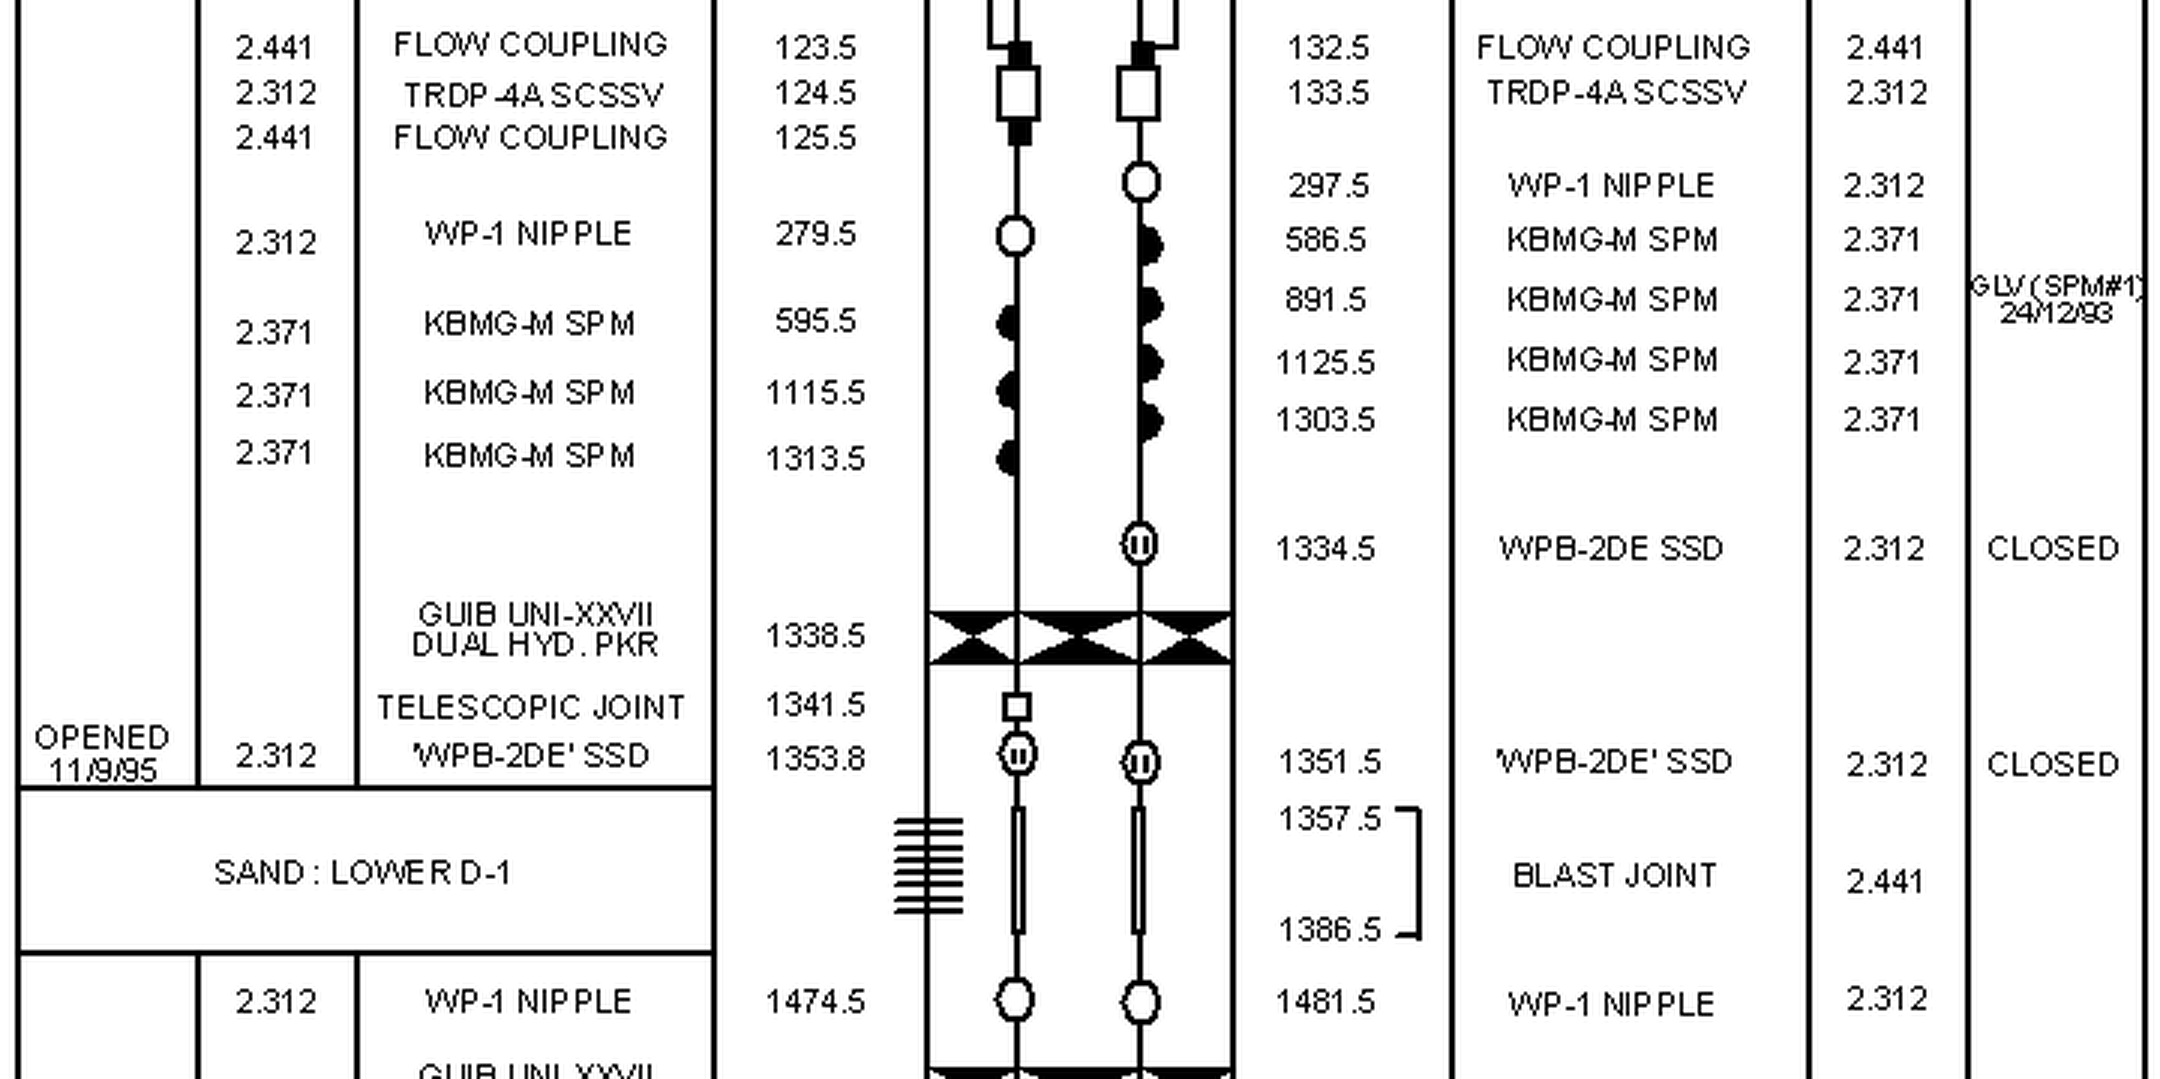 2.441 FLOW COUPLING 123.5 132.5 FLOW COUPLING 2.441
2.312 TRDP-4A SCSSV 124.5 133.5 TRDP-4A SCSSV 2.312
2.441 FLOW COUPLING 125.5
297.5 WP-1 NIPPLE 2.312
2.312 WP-1 NIPPLE 279.5
586.5 KBMG-M SPM 2.371
891.5 KBMG-M SPM 2.371 GLV (SPM#1)
24/12/93
2.371 KBMG-M SPM 595.5
1125.5 KBMG-M SPM 2.371
2.371 KBMG-M SPM 1115.5
1303.5 KBMG-M SPM 2.371
2.371 KBMG-M SPM 1313.5
1334.5 WPB-2DE SSD 2.312 CLOSED
GUIB UNI-XXVII
DUAL HYD. PKR 1338.5
TELESCOPIC JOINT 1341.5
OPENED
11/9/95 2.312 'WPB-2DE' SSD 1353.8
1351.5 'WPB-2DE' SSD 2.312 CLOSED
1357.5
SAND : LOWER D-1
BLAST JOINT 2.441
1386.5
2.312 WP-1 NIPPLE 1474.5 1481.5 WP-1 NIPPLE 2.312
GUIB UNI-XXVII